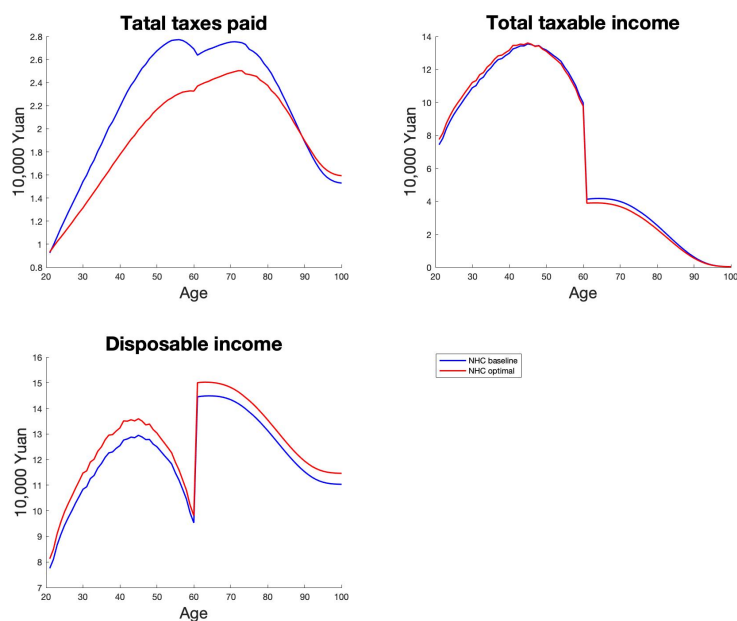 Tatal taxes paid
2.8
2.6
2.4
2.2
2
1.8
1.6
1.4
1.2
1
0.8
10,000 Yuan
20 30 40 50 60 70 80 90 100
Age
Total taxable income
14
12
10
8
6
4
2
0
10,000 Yuan
20 30 40 50 60 70 80 90 100
Age
Disposable income
16
15
14
13
12
11
10
9
8
7
10,000 Yuan
20 30 40 50 60 70 80 90 100
Age
NHC baseline
NHC optimal